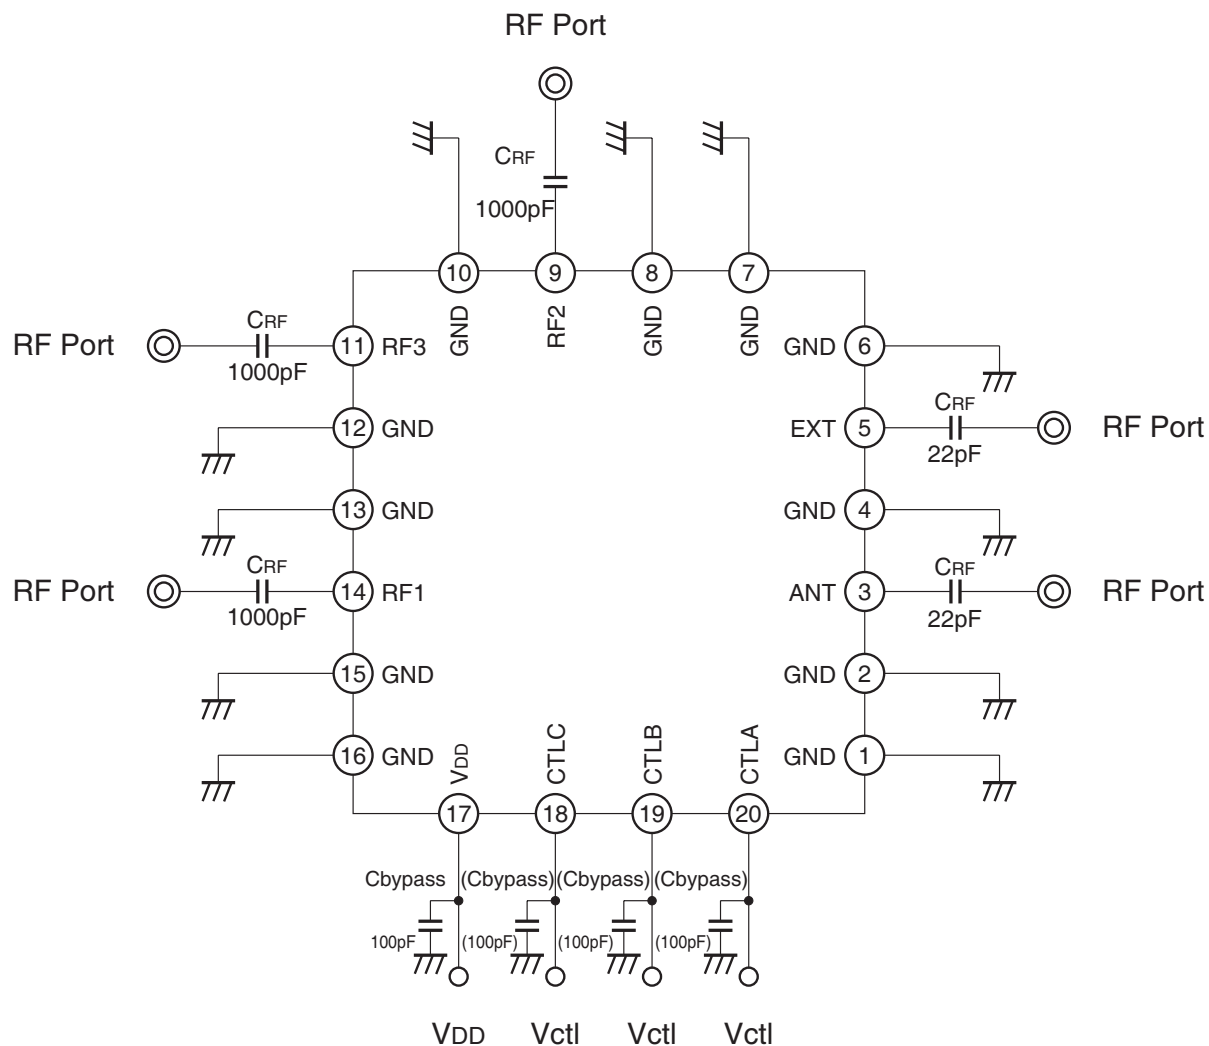 RF Port
CRF
1000pF
10
9
8
7
GND
RF2
GND
GND
RF Port
CRF
1000pF
11
RF3
GND
6
12
GND
EXT
5
CRF
22pF
RF Port
13
GND
GND
4
RF Port
CRF
1000pF
14
RF1
ANT
3
CRF
22pF
RF Port
15
GND
GND
2
16
GND
GND
1
VDD
CTLC
CTLB
CTLA
17
18
19
20
Cbypass
(Cbypass)
(Cbypass)
(Cbypass)
100pF
(100pF)
(100pF)
(100pF)
VDD
Vctl
Vctl
Vctl